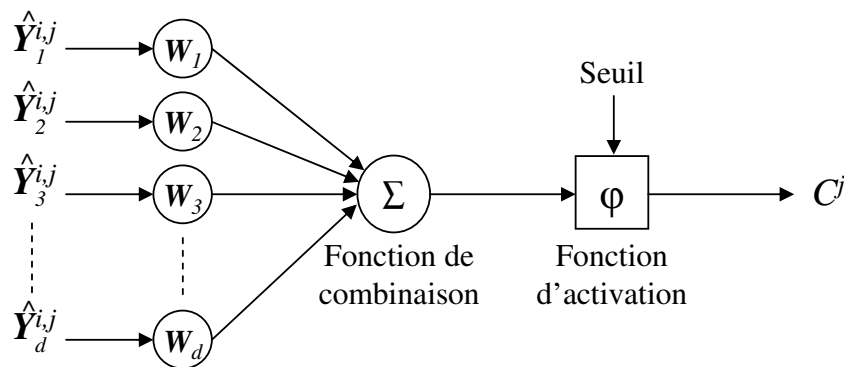 Ŷ₁^{i,j}
W₁
Ŷ₂^{i,j}
W₂
Ŷ₃^{i,j}
W₃
Ŷ_d^{i,j}
W_d
Σ
Fonction de
combinaison
Seuil
φ
Fonction
d’activation
C^j